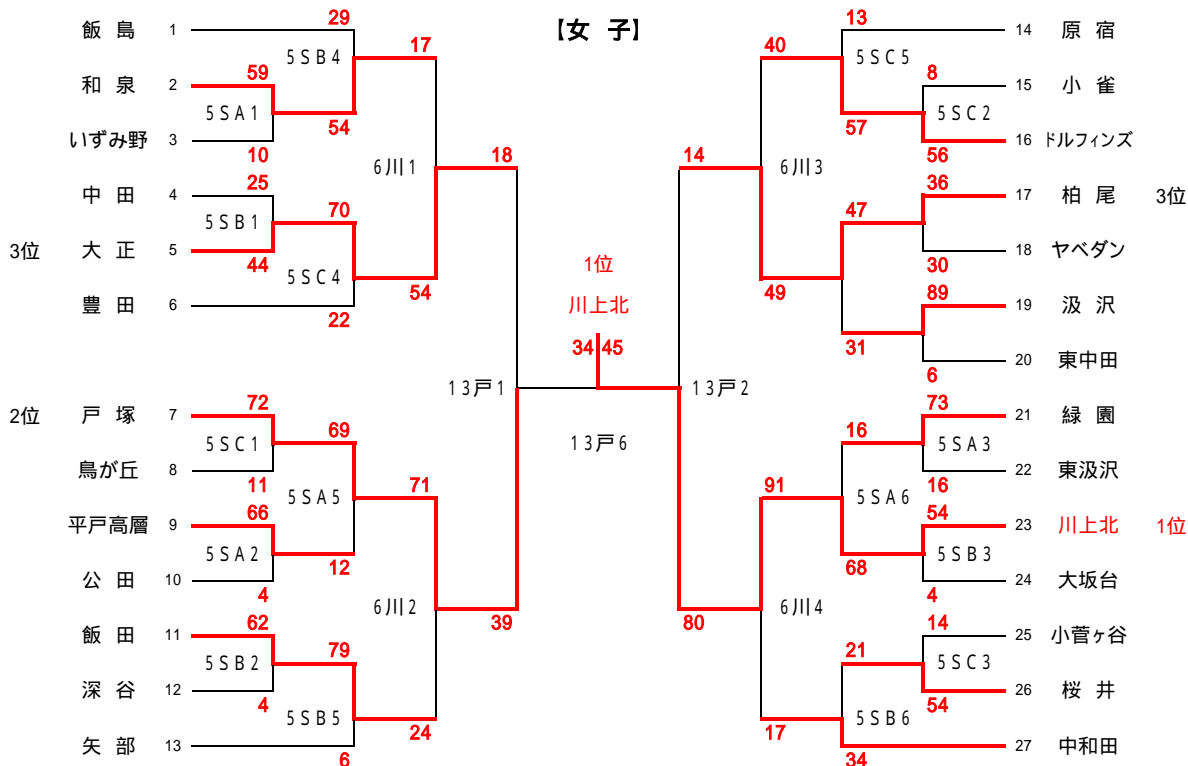 【女 子】
飯 島 1
29
5SB4
17
和 泉 2
59
5SA1
54
いずみ野 3
10
6川1
18
中 田 4
25
5SB1
70
3位 大 正 5
44
5SC4
54
豊 田 6
22
13戸1
2位 戸 塚 7
72
5SC1
69
鳥が丘 8
11
5SA5
71
平戸高層 9
66
5SA2
12
公 田 10
4
6川2
39
飯 田 11
62
5SB2
79
深 谷 12
4
5SB5
24
矢 部 13
6
1位
川上北
34 45
13戸6
13
14 原 宿
40
5SC5
8
15 小 雀
5SC2
57
16 ドルフィンズ
56
14
6川3
36
17 柏 尾 3位
47
18 ヤベダン
30
49
89
19 汲 沢
31
20 東中田
6
13戸2
73
21 緑 園
16
5SA3
22 東汲沢
16
91
5SA6
54
23 川上北 1位
5SB3
68
24 大坂台
4
80
6川4
14
25 小菅ヶ谷
21
5SC3
26 桜 井
54
17
5SB6
27 中和田
34